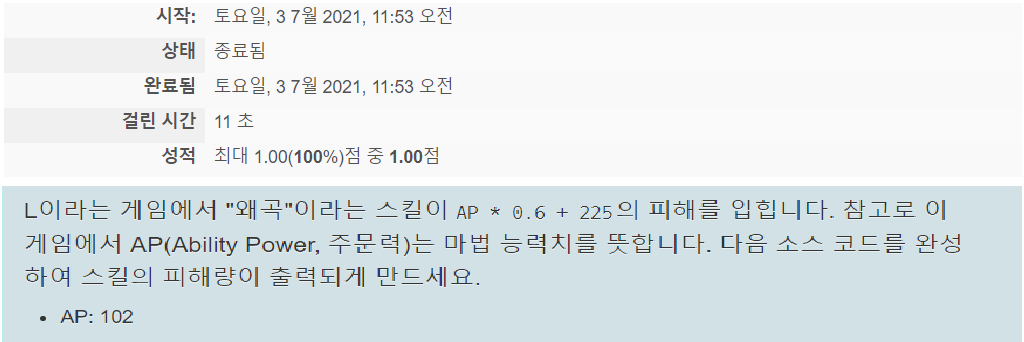 시작: 토요일, 3 7월 2021, 11:53 오전
상태 종료됨
완료됨 토요일, 3 7월 2021, 11:53 오전
걸린 시간 11 초
성적 최대 1.00(100%)점 중 1.00점
L이라는 게임에서 "왜곡"이라는 스킬이 AP * 0.6 + 225의 피해를 입힙니다. 참고로 이
게임에서 AP(Ability Power, 주문력)는 마법 능력치를 뜻합니다. 다음 소스 코드를 완성
하여 스킬의 피해량이 출력되게 만드세요.
• AP: 102